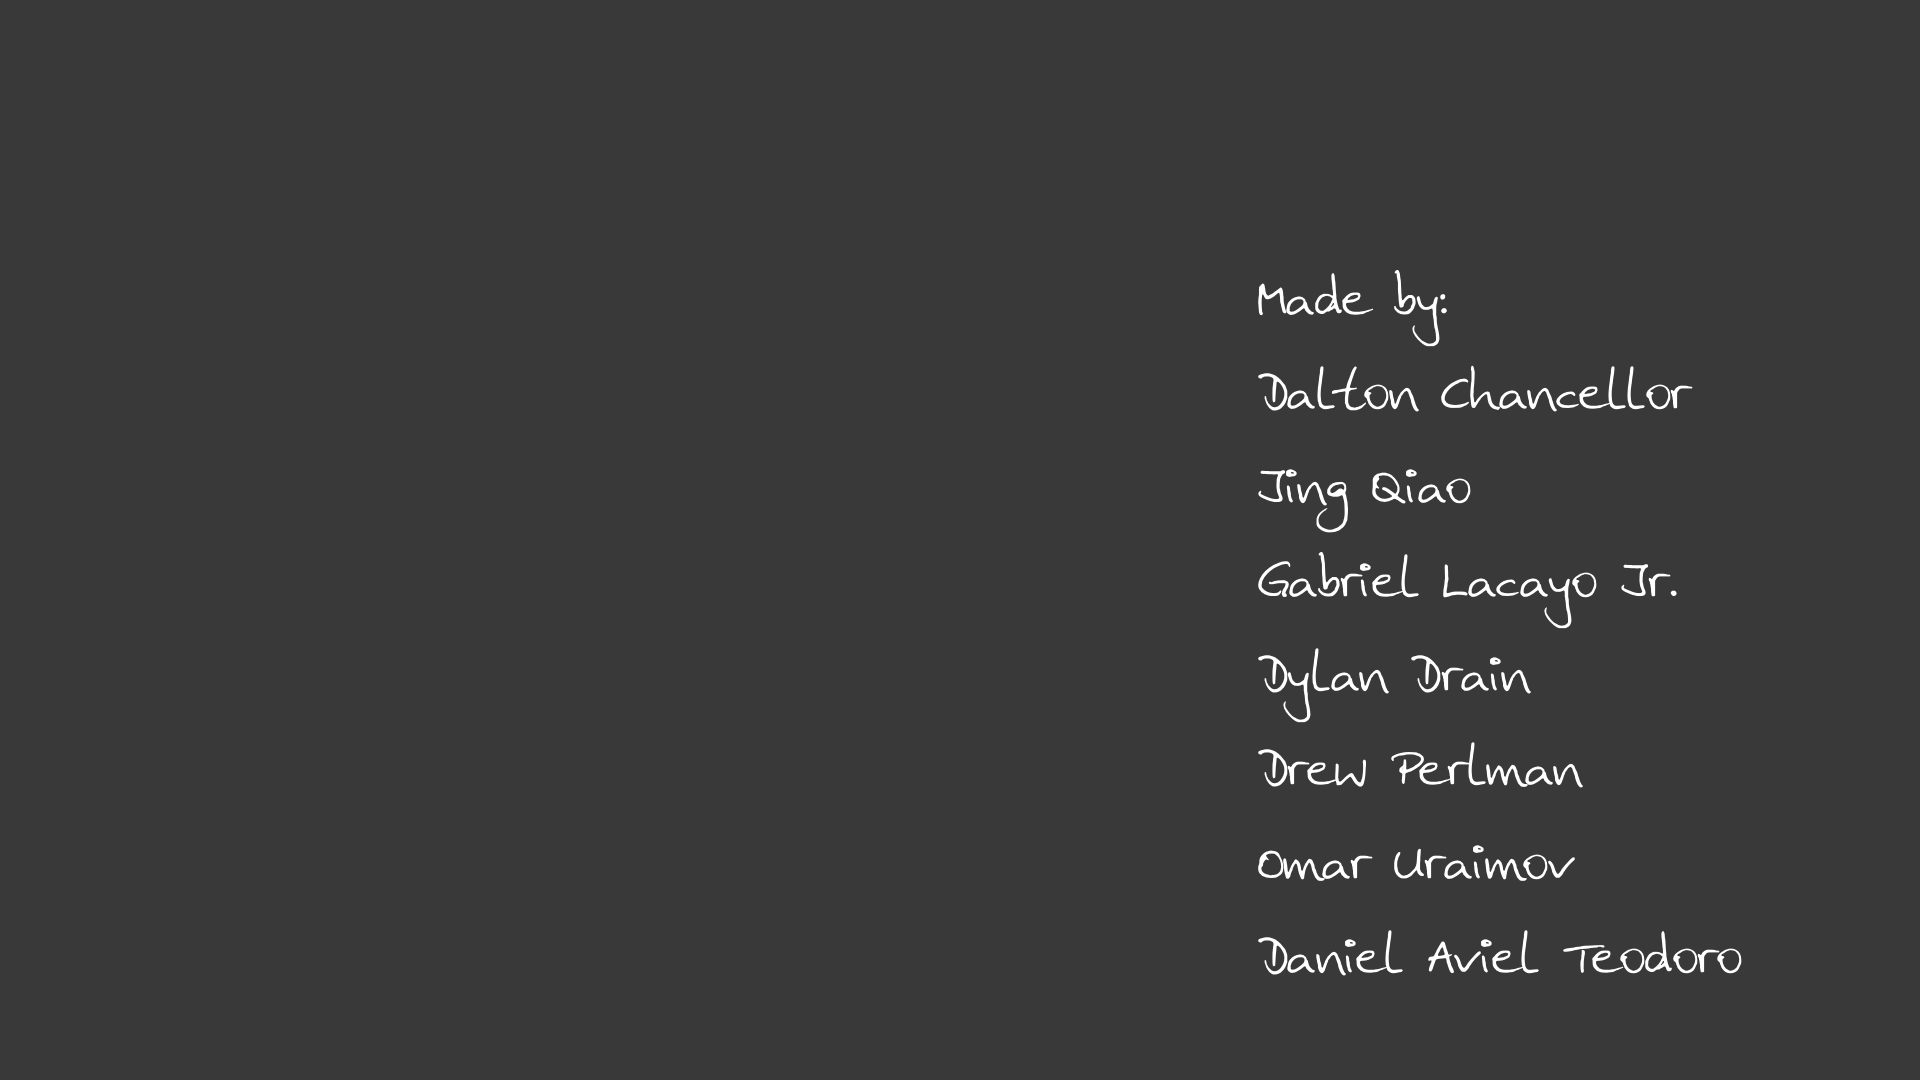 Made by:
Dalton Chancellor
Jing Qiao
Gabriel Lacayo Jr.
Dylan Drain
Drew Perlman
Omar Uraimov
Daniel Aviel Teodoro